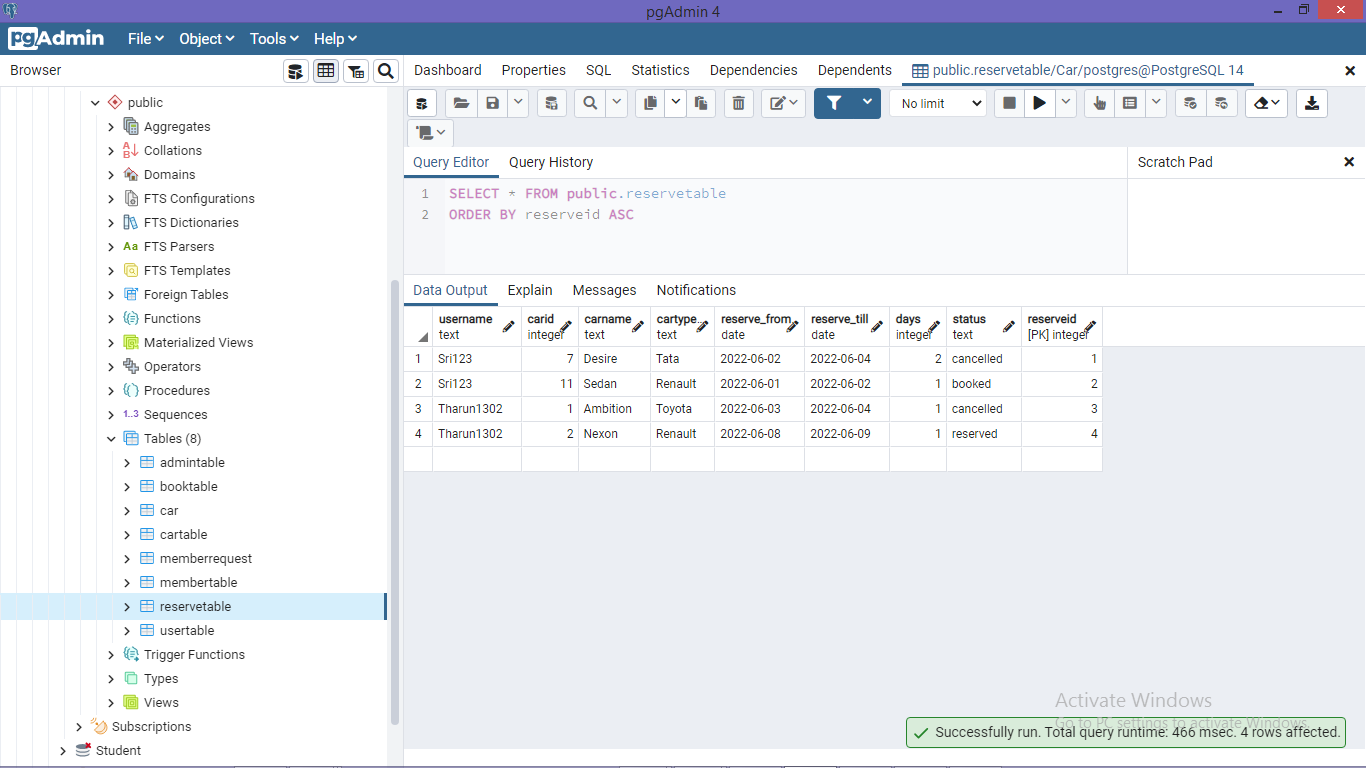 pgAdmin 4
pgAdmin File Object Tools Help
Browser
Dashboard Properties SQL Statistics Dependencies Dependents public.reservetable/Car/postgres@PostgreSQL 14
public
Aggregates
Collations
Domains
FTS Configurations
FTS Dictionaries
Aa FTS Parsers
FTS Templates
Foreign Tables
Functions
Materialized Views
Operators
Procedures
1..3 Sequences
Tables (8)
admintable
booktable
car
cartable
memberrequest
membertable
reservetable
usertable
Trigger Functions
Types
Views
Subscriptions
Student
No limit
Query Editor Query History
Scratch Pad
1 SELECT * FROM public.reservetable
2 ORDER BY reserveid ASC
Data Output Explain Messages Notifications
username carid carname cartype.. reserve_from reserve_till days status reserveid
text integer text text date date integer text [PK] integer
1 Sri123 7 Desire Tata 2022-06-02 2022-06-04 2 cancelled 1
2 Sri123 11 Sedan Renault 2022-06-01 2022-06-02 1 booked 2
3 Tharun1302 1 Ambition Toyota 2022-06-03 2022-06-04 1 cancelled 3
4 Tharun1302 2 Nexon Renault 2022-06-08 2022-06-09 1 reserved 4
Activate Windows
Go to PC settings to activate Windows.
Successfully run. Total query runtime: 466 msec. 4 rows affected.